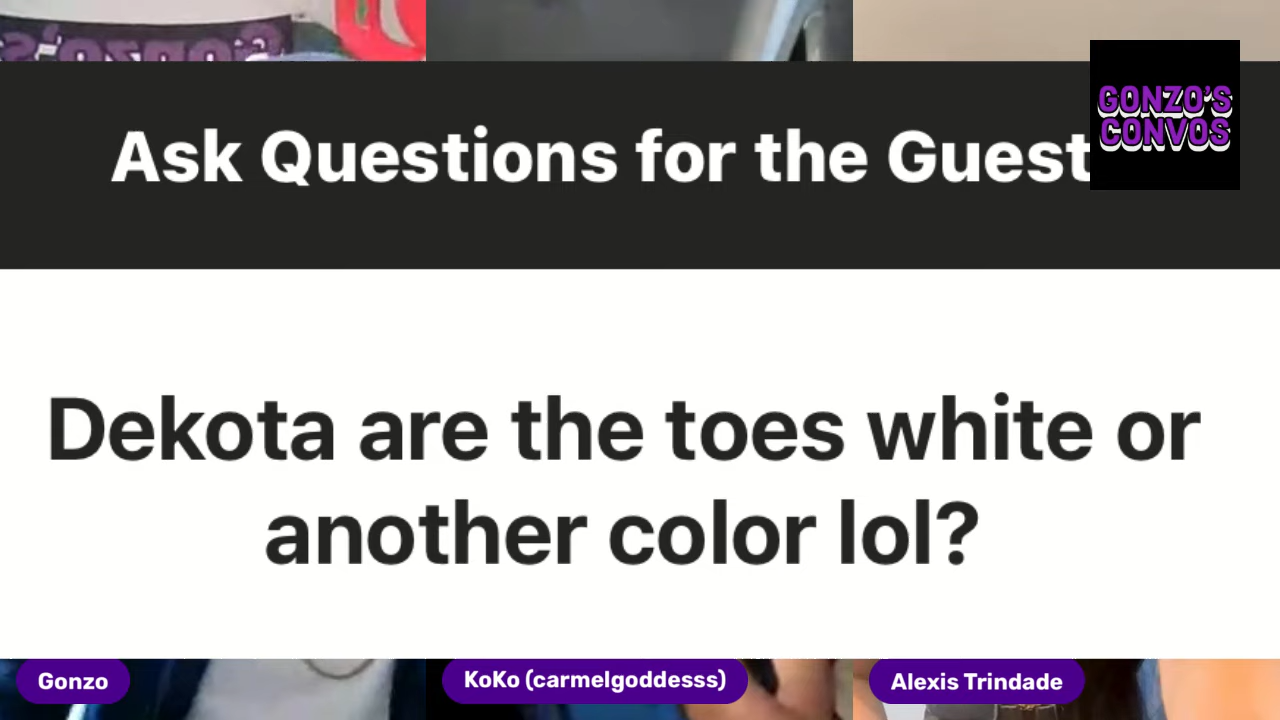 Gonzo's
Ask Questions for the Guest
GONZO'S
CONVOS
Dekota are the toes white or
another color lol?
Gonzo
KoKo (carmelgoddesss)
Alexis Trindade